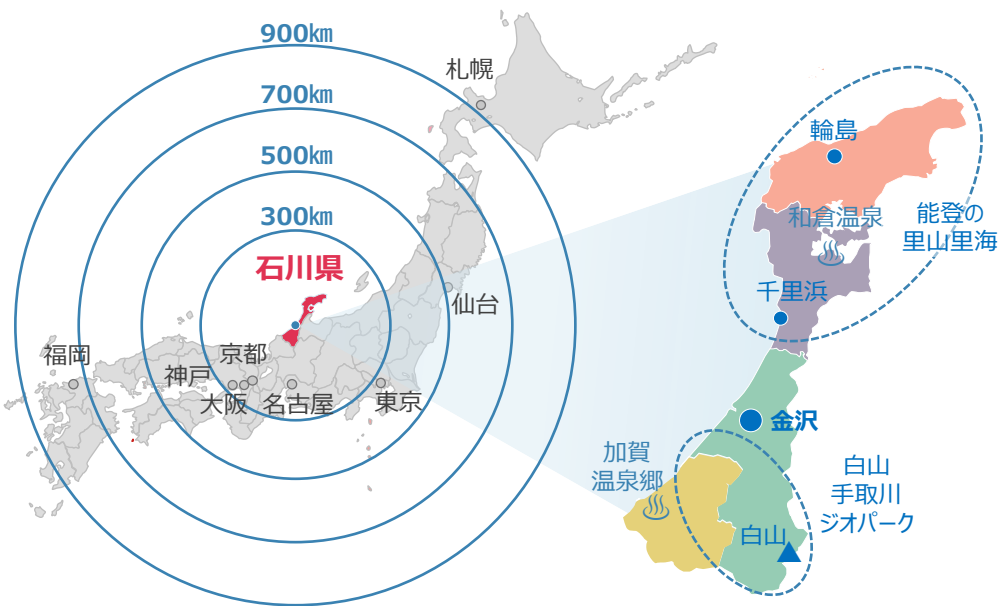 900㎞
700㎞
500㎞
300㎞
石川県
札幌
仙台
福岡
京都
神戸
大阪
名古屋
東京
輪島
和倉温泉
能登の
里山里海
千里浜
金沢
加賀
温泉郷
白山
手取川
ジオパーク
白山